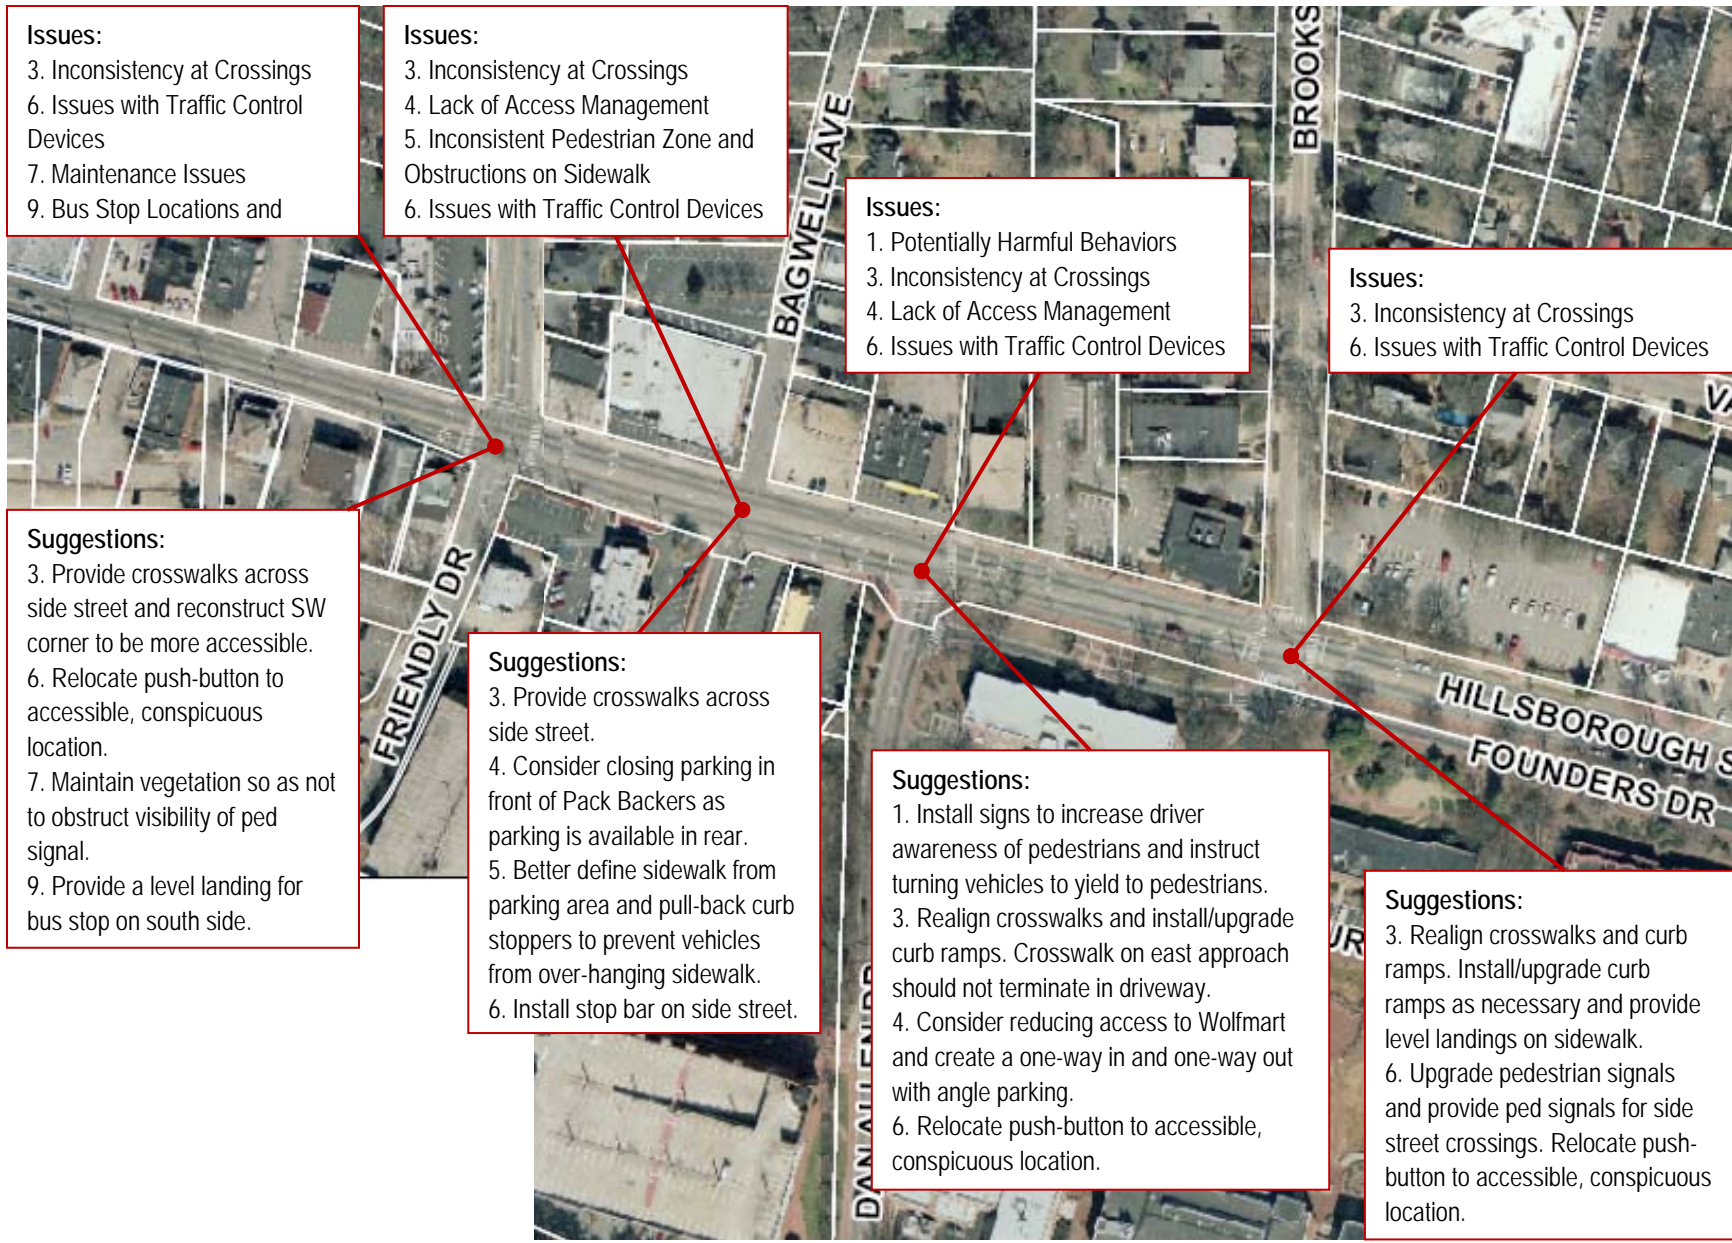 Issues:
3. Inconsistency at Crossings
6. Issues with Traffic Control
Devices
7. Maintenance Issues
9. Bus Stop Locations and
Issues:
3. Inconsistency at Crossings
4. Lack of Access Management
5. Inconsistent Pedestrian Zone and
Obstructions on Sidewalk
6. Issues with Traffic Control Devices
Issues:
1. Potentially Harmful Behaviors
3. Inconsistency at Crossings
4. Lack of Access Management
6. Issues with Traffic Control Devices
Issues:
3. Inconsistency at Crossings
6. Issues with Traffic Control Devices
BAGWELL AVE
BROOKS
VA
FRIENDLY DR
HILLSBOROUGH S
FOUNDERS DR
DAN ALLEN DR
UR
Suggestions:
3. Provide crosswalks across
side street and reconstruct SW
corner to be more accessible.
6. Relocate push-button to
accessible, conspicuous
location.
7. Maintain vegetation so as not
to obstruct visibility of ped
signal.
9. Provide a level landing for
bus stop on south side.
Suggestions:
3. Provide crosswalks across
side street.
4. Consider closing parking in
front of Pack Backers as
parking is available in rear.
5. Better define sidewalk from
parking area and pull-back curb
stoppers to prevent vehicles
from over-hanging sidewalk.
6. Install stop bar on side street.
Suggestions:
1. Install signs to increase driver
awareness of pedestrians and instruct
turning vehicles to yield to pedestrians.
3. Realign crosswalks and install/upgrade
curb ramps. Crosswalk on east approach
should not terminate in driveway.
4. Consider reducing access to Wolfmart
and create a one-way in and one-way out
with angle parking.
6. Relocate push-button to accessible,
conspicuous location.
Suggestions:
3. Realign crosswalks and curb
ramps. Install/upgrade curb
ramps as necessary and provide
level landings on sidewalk.
6. Upgrade pedestrian signals
and provide ped signals for side
street crossings. Relocate push-
button to accessible, conspicuous
location.